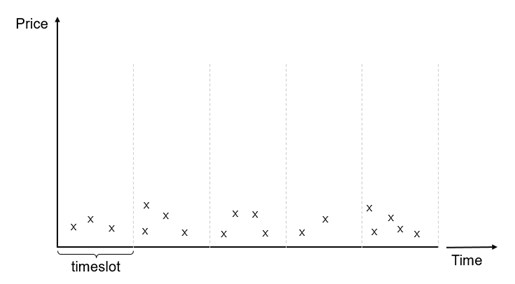 Price
x x x
x x x x
x x x x
x x
x x x x x
timeslot
Time